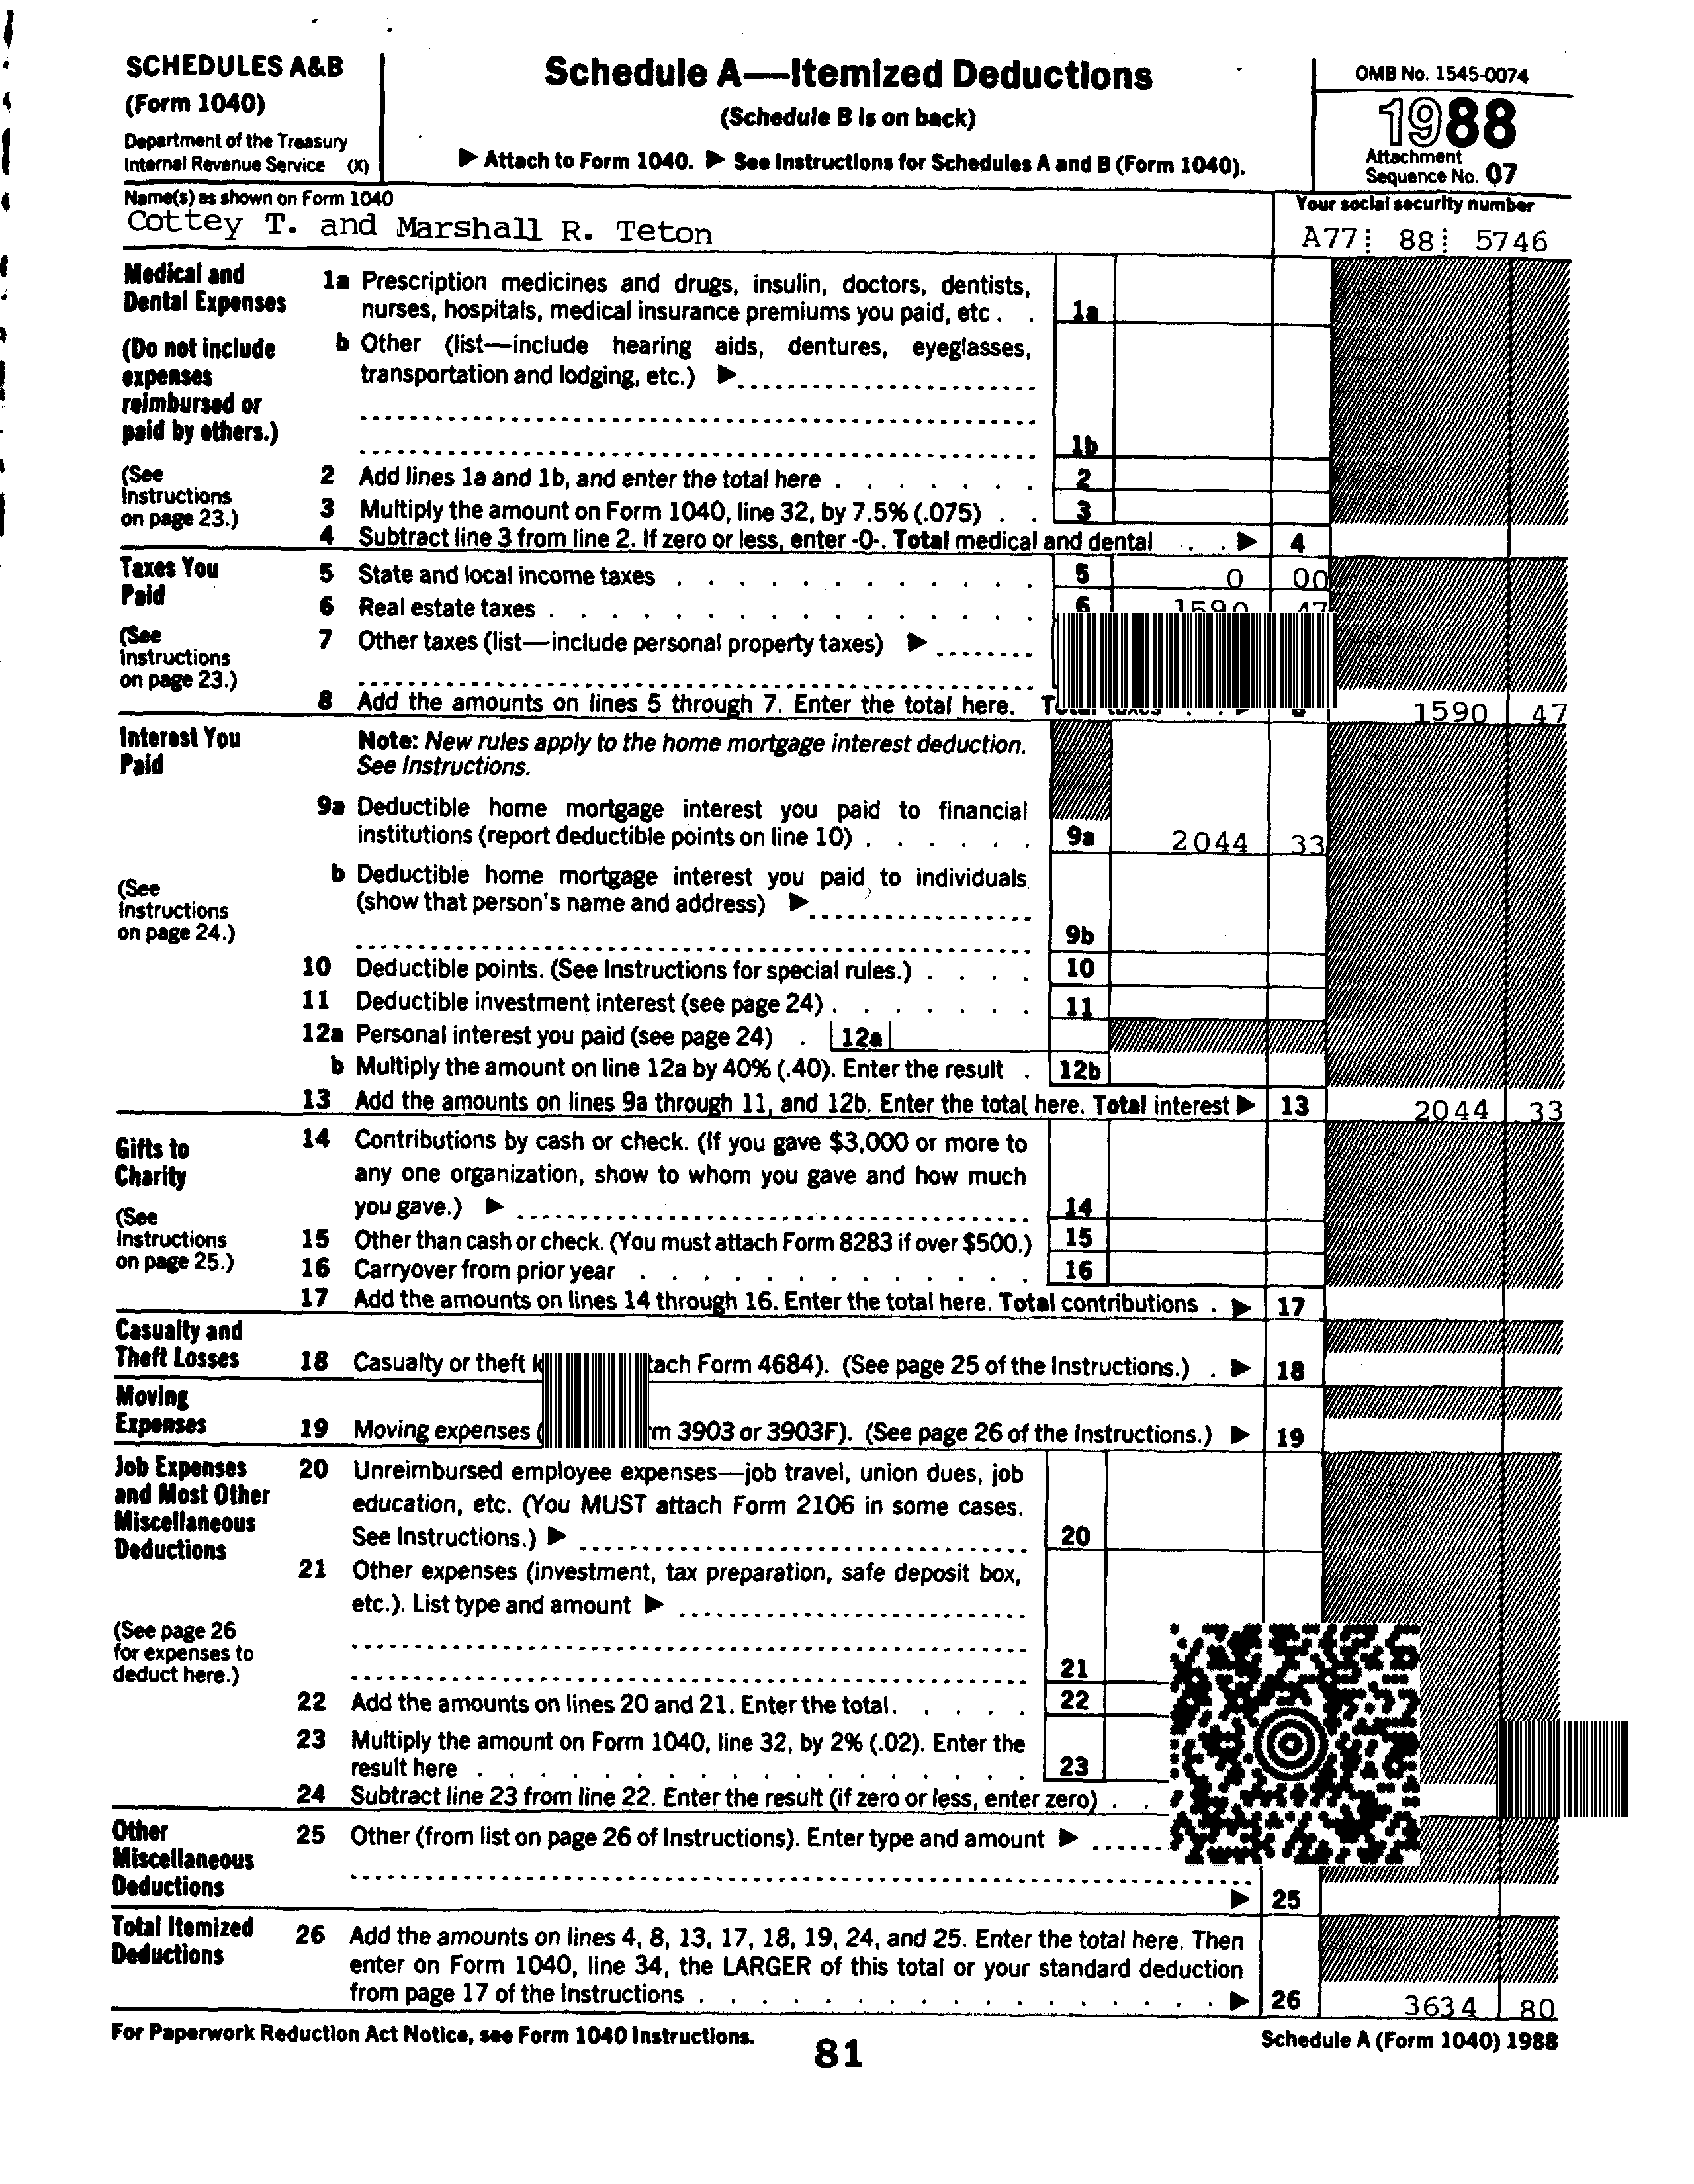 SCHEDULES A&B
(Form 1040)
Department of the Treasury
Internal Revenue Service (X)
Schedule A—Itemized Deductions
(Schedule B is on back)
▶ Attach to Form 1040. ▶ See Instructions for Schedules A and B (Form 1040).
OMB No. 1545-0074
1988
Attachment
Sequence No. 07
Name(s) as shown on Form 1040
Cottey T. and Marshall R. Teton
Your social security number
A77 88 5746
Medical and
Dental Expenses
(Do not include
expenses
reimbursed or
paid by others.)
(See
Instructions
on page 23.)
1a Prescription medicines and drugs, insulin, doctors, dentists,
nurses, hospitals, medical insurance premiums you paid, etc . . 1a
b Other (list—include hearing aids, dentures, eyeglasses,
transportation and lodging, etc.) ▶
1b
2 Add lines 1a and 1b, and enter the total here . . . . . . . 2
3 Multiply the amount on Form 1040, line 32, by 7.5% (.075) . . 3
4 Subtract line 3 from line 2. If zero or less, enter -0-. Total medical and dental . . ▶ 4
Taxes You
Paid
(See
Instructions
on page 23.)
5 State and local income taxes . . . . . . . . . . . . 5 0 00
6 Real estate taxes . . . . . . . . . . . . . . . . 6 1590 47
7 Other taxes (list—include personal property taxes) ▶
8 Add the amounts on lines 5 through 7. Enter the total here. Total taxes . . ▶ 8 1590 47
Interest You
Paid
(See
Instructions
on page 24.)
Note: New rules apply to the home mortgage interest deduction.
See Instructions.
9a Deductible home mortgage interest you paid to financial
institutions (report deductible points on line 10) . . . . . . 9a 2044 33
b Deductible home mortgage interest you paid to individuals
(show that person's name and address) ▶
9b
10 Deductible points. (See Instructions for special rules.) . . . . 10
11 Deductible investment interest (see page 24) . . . . . . . 11
12a Personal interest you paid (see page 24) . 12a
b Multiply the amount on line 12a by 40% (.40). Enter the result . 12b
13 Add the amounts on lines 9a through 11, and 12b. Enter the total here. Total interest ▶ 13 2044 33
Gifts to
Charity
(See
Instructions
on page 25.)
14 Contributions by cash or check. (If you gave $3,000 or more to
any one organization, show to whom you gave and how much
you gave.) ▶ 14
15 Other than cash or check. (You must attach Form 8283 if over $500.) 15
16 Carryover from prior year . . . . . . . . . . . . . 16
17 Add the amounts on lines 14 through 16. Enter the total here. Total contributions . ▶ 17
Casualty and
Theft Losses
18 Casualty or theft tach Form 4684). (See page 25 of the Instructions.) . ▶ 18
Moving
Expenses
19 Moving expenses ( m 3903 or 3903F). (See page 26 of the Instructions.) ▶ 19
Job Expenses
and Most Other
Miscellaneous
Deductions
(See page 26
for expenses to
deduct here.)
20 Unreimbursed employee expenses—job travel, union dues, job
education, etc. (You MUST attach Form 2106 in some cases.
See Instructions.) ▶ 20
21 Other expenses (investment, tax preparation, safe deposit box,
etc.). List type and amount ▶
21
22 Add the amounts on lines 20 and 21. Enter the total. . . . . 22
23 Multiply the amount on Form 1040, line 32, by 2% (.02). Enter the
result here . . . . . . . . . . . . . . . . . 23
24 Subtract line 23 from line 22. Enter the result (if zero or less, enter zero) . .
Other
Miscellaneous
Deductions
25 Other (from list on page 26 of Instructions). Enter type and amount ▶
▶ 25
Total Itemized
Deductions
26 Add the amounts on lines 4, 8, 13, 17, 18, 19, 24, and 25. Enter the total here. Then
enter on Form 1040, line 34, the LARGER of this total or your standard deduction
from page 17 of the Instructions . . . . . . . . . . . . . . . . ▶ 26 3634 80
For Paperwork Reduction Act Notice, see Form 1040 Instructions.
81
Schedule A (Form 1040) 1988